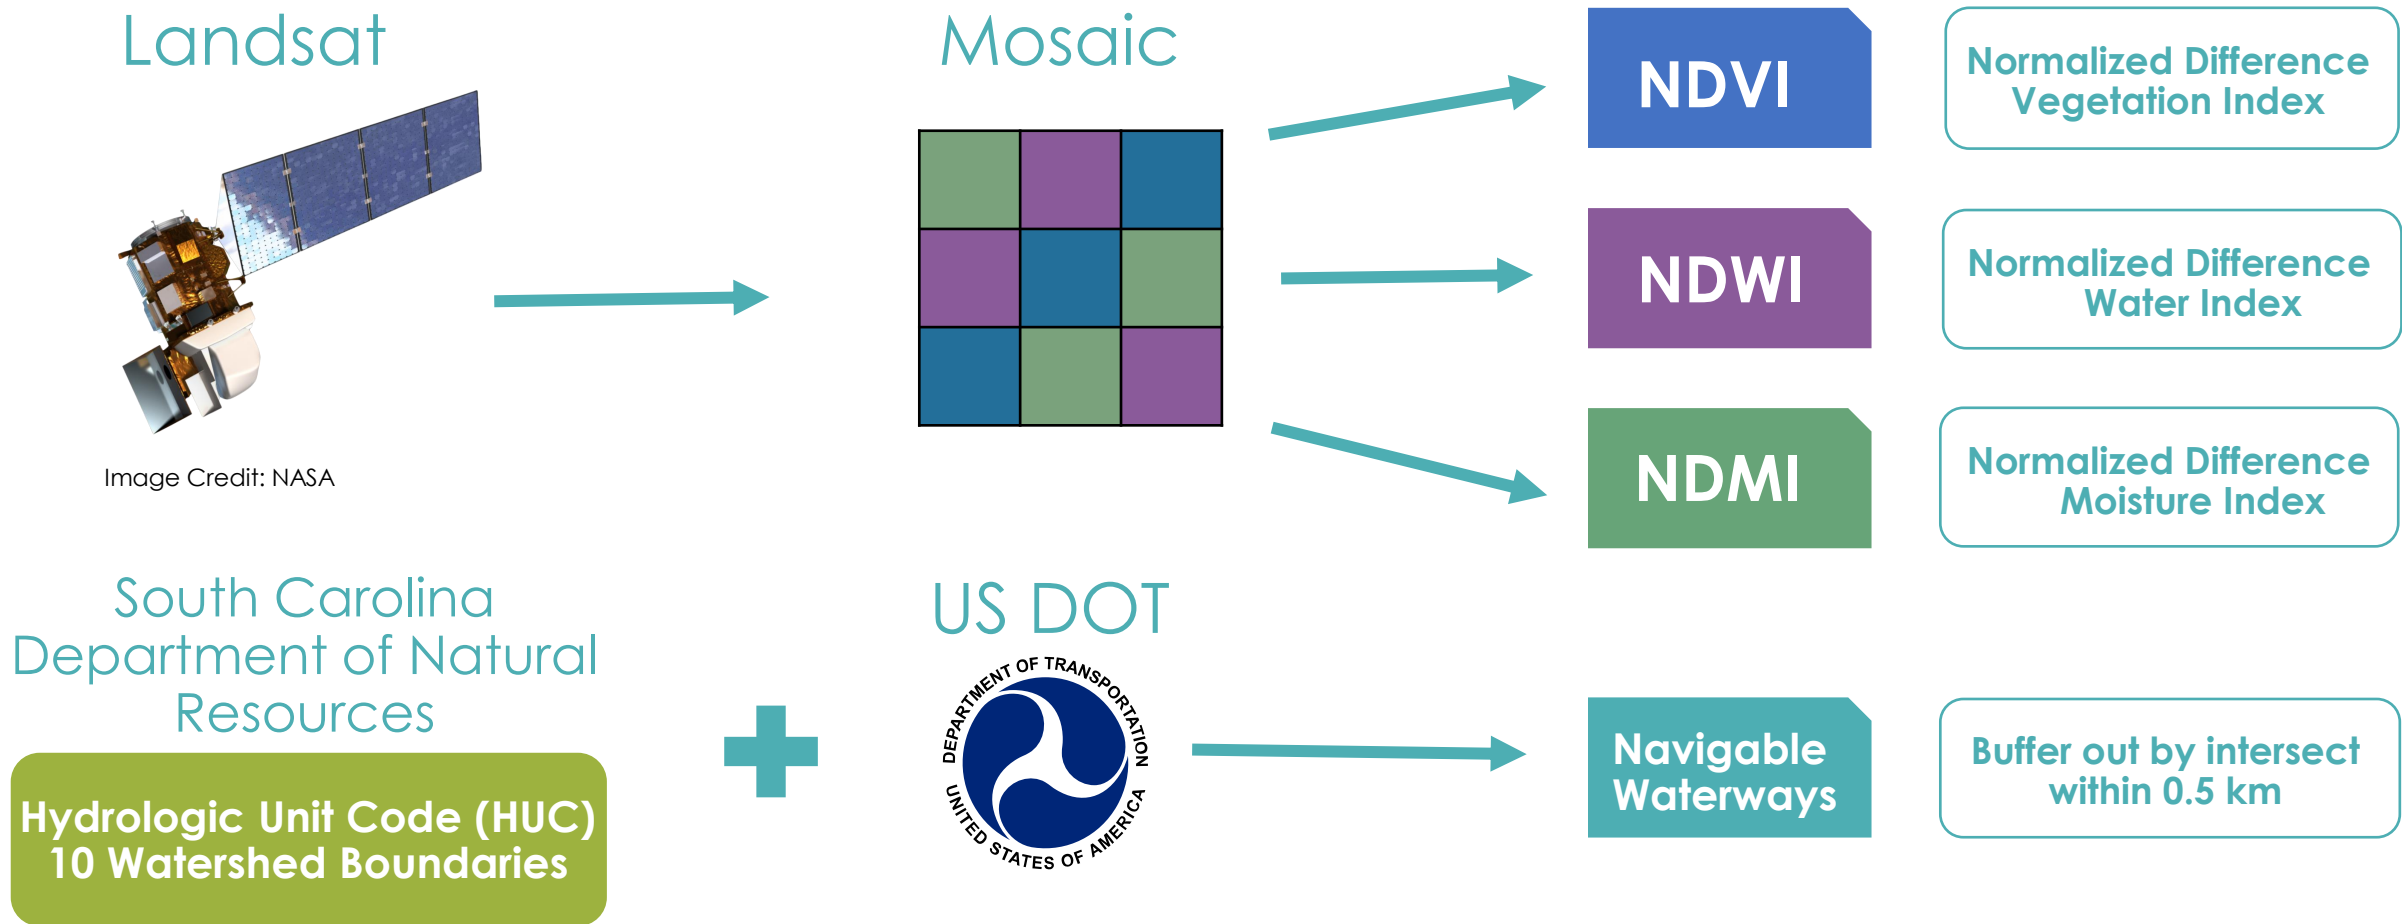 Landsat
Mosaic
NDVI
Normalized Difference
Vegetation Index
NDWI
Normalized Difference
Water Index
NDMI
Normalized Difference
Moisture Index
Image Credit: NASA
South Carolina
Department of Natural
Resources
Hydrologic Unit Code (HUC)
10 Watershed Boundaries
US DOT
DEPARTMENT OF TRANSPORTATION
UNITED STATES OF AMERICA
Navigable
Waterways
Buffer out by intersect
within 0.5 km